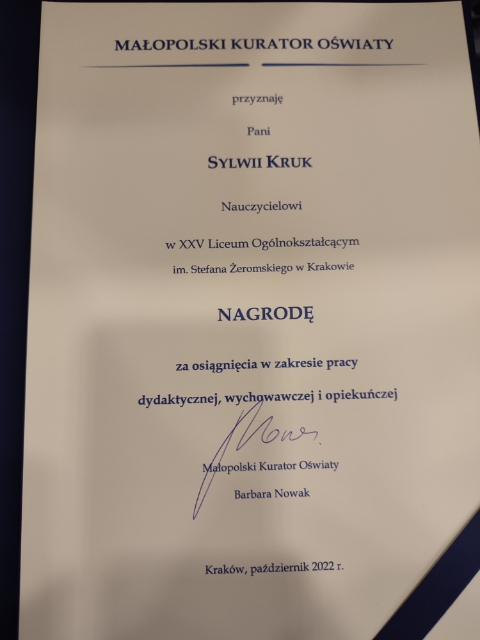 MAŁOPOLSKI KURATOR OŚWIATY
przyznaję
Pani
SYLWII KRUK
Nauczycielowi
w XXV Liceum Ogólnokształcącym
im. Stefana Żeromskiego w Krakowie
NAGRODĘ
za osiągnięcia w zakresie pracy
dydaktycznej, wychowawczej i opiekuńczej
Małopolski Kurator Oświaty
Barbara Nowak
Kraków, październik 2022 r.